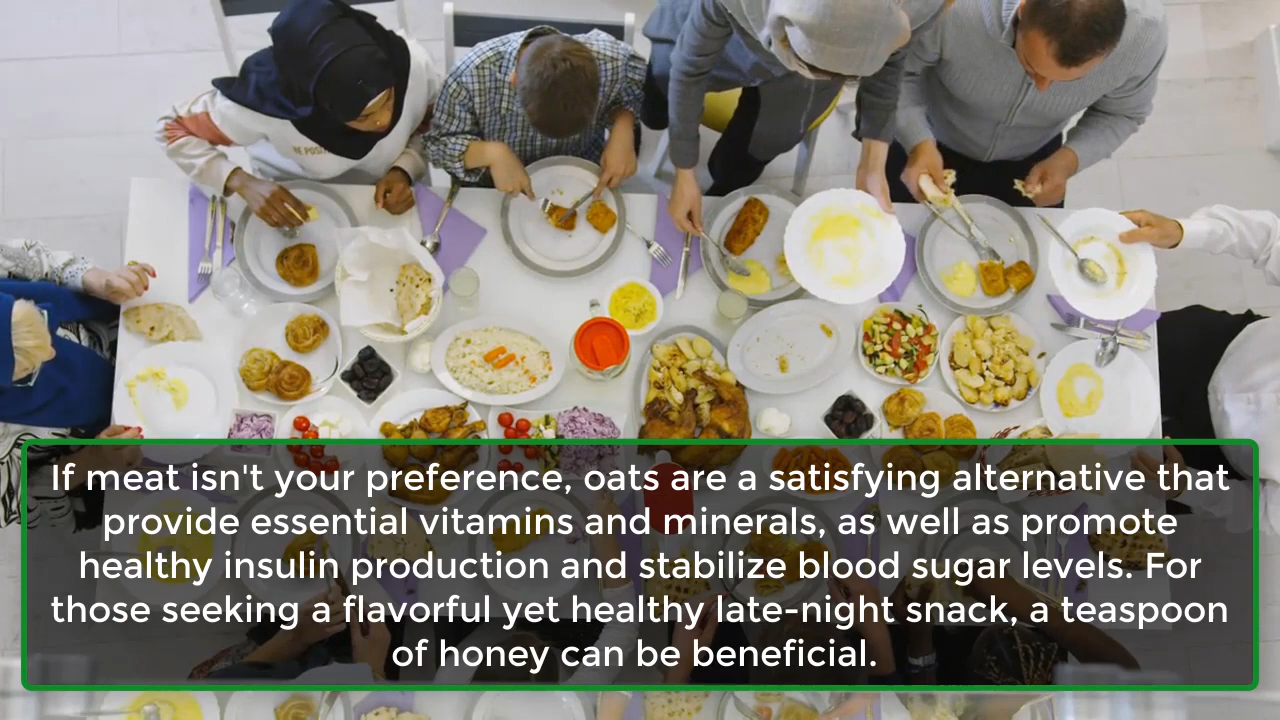 If meat isn't your preference, oats are a satisfying alternative that
provide essential vitamins and minerals, as well as promote
healthy insulin production and stabilize blood sugar levels. For
those seeking a flavorful yet healthy late-night snack, a teaspoon
of honey can be beneficial.